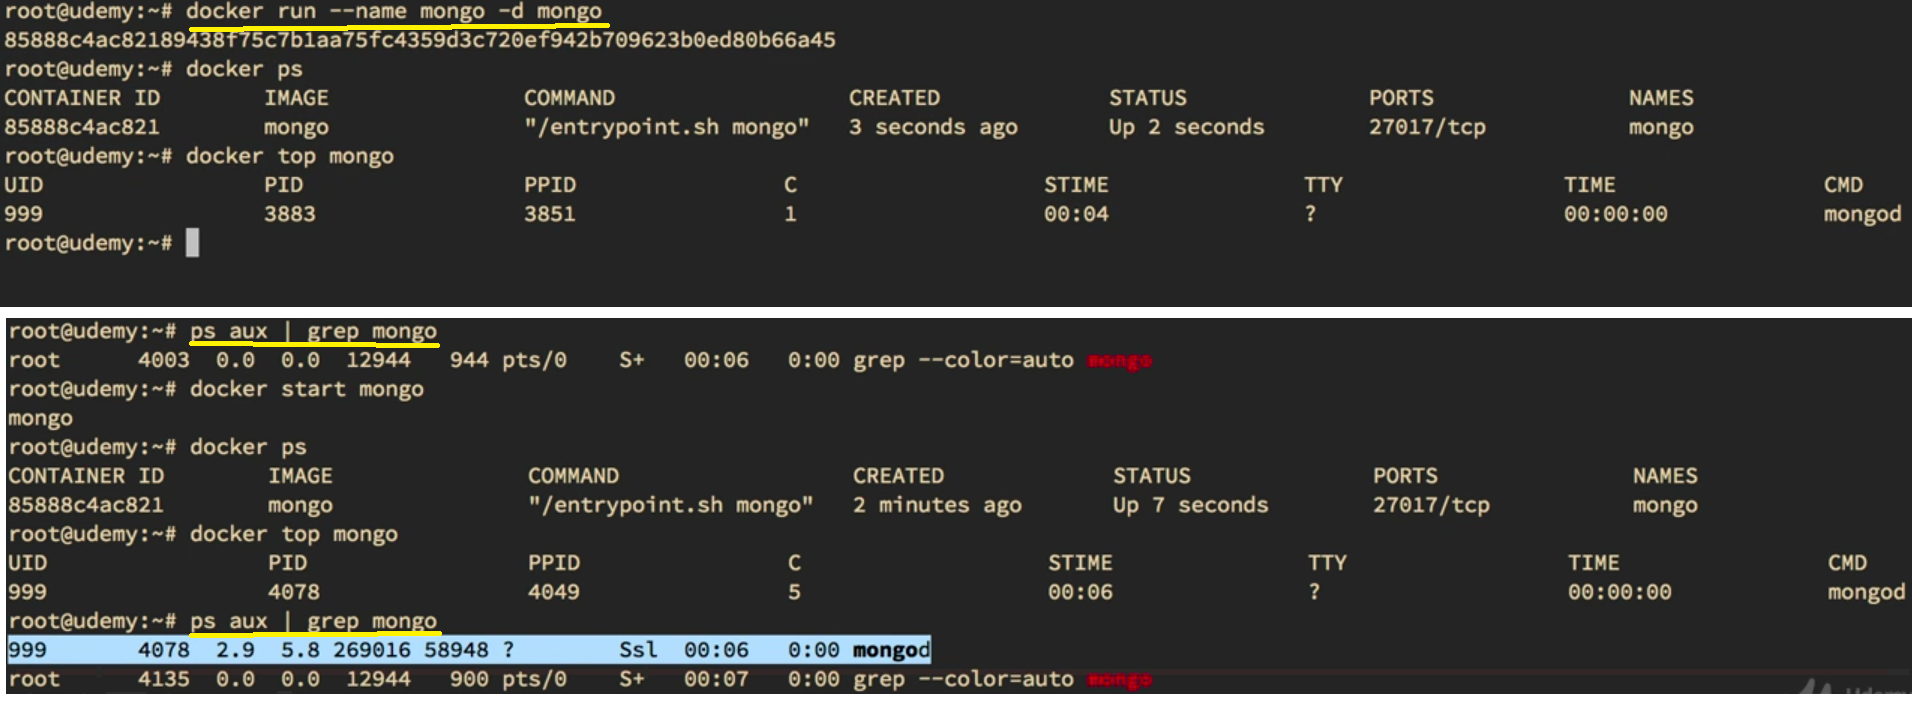 root@udemy:~# docker run --name mongo -d mongo
85888c4ac82189438f75c7b1aa75fc4359d3c720ef942b709623b0ed80b66a45
root@udemy:~# docker ps
CONTAINER ID IMAGE COMMAND CREATED STATUS PORTS NAMES
85888c4ac821 mongo "/entrypoint.sh mongo" 3 seconds ago Up 2 seconds 27017/tcp mongo
root@udemy:~# docker top mongo
UID PID PPID C STIME TTY TIME CMD
999 3883 3851 1 00:04 ? 00:00:00 mongod
root@udemy:~#
root@udemy:~# ps aux | grep mongo
root 4003 0.0 0.0 12944 944 pts/0 S+ 00:06 0:00 grep --color=auto mongo
root@udemy:~# docker start mongo
mongo
root@udemy:~# docker ps
CONTAINER ID IMAGE COMMAND CREATED STATUS PORTS NAMES
85888c4ac821 mongo "/entrypoint.sh mongo" 2 minutes ago Up 7 seconds 27017/tcp mongo
root@udemy:~# docker top mongo
UID PID PPID C STIME TTY TIME CMD
999 4078 4049 5 00:06 ? 00:00:00 mongod
root@udemy:~# ps aux | grep mongo
999 4078 2.9 5.8 269016 58948 ? Ssl 00:06 0:00 mongod
root 4135 0.0 0.0 12944 900 pts/0 S+ 00:07 0:00 grep --color=auto mongo